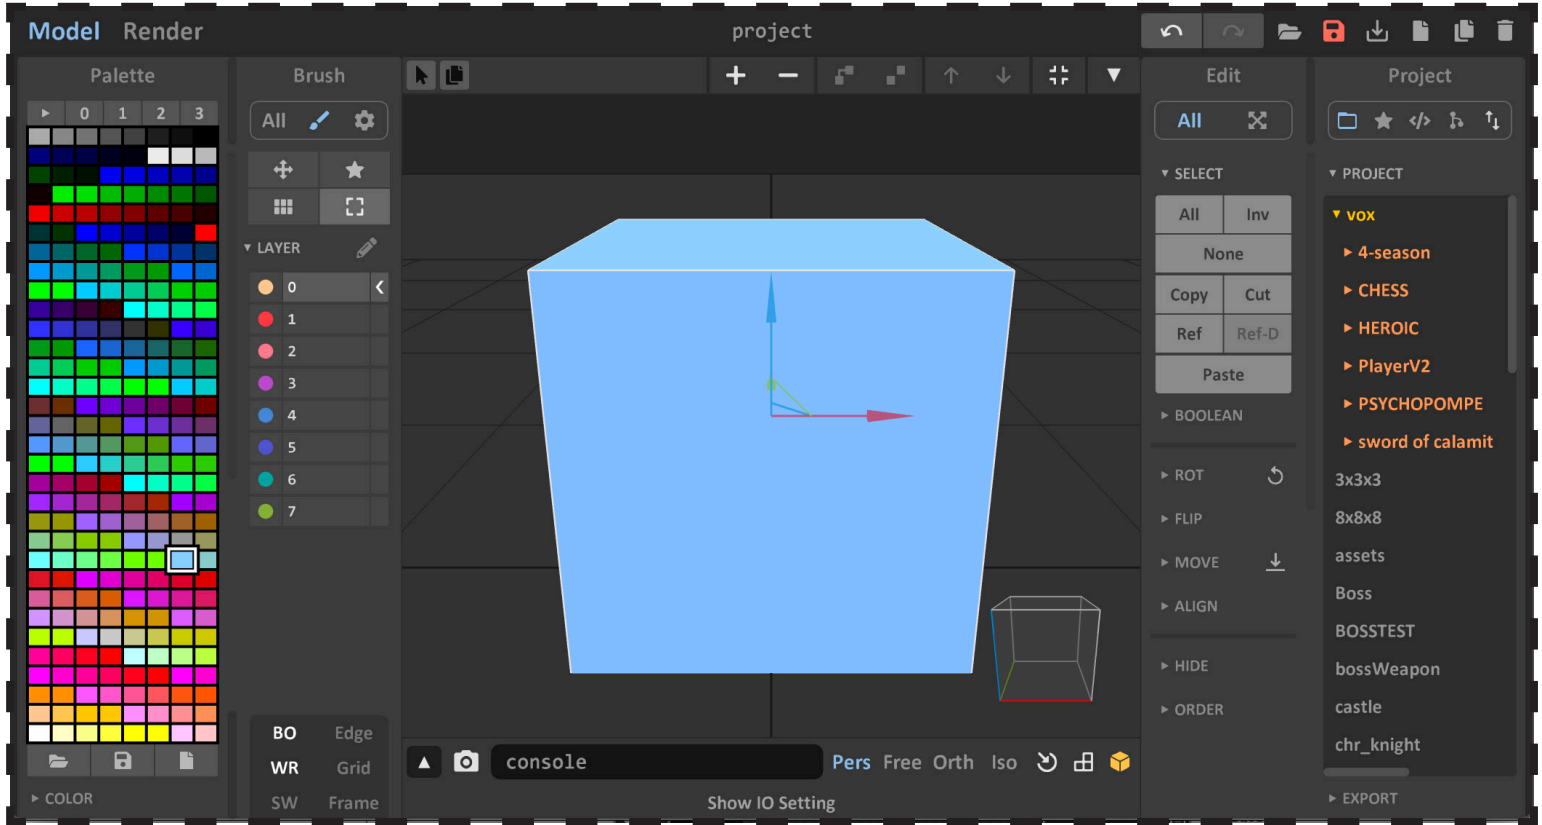 Model Render
project
Palette
Brush
Edit
Project
0 1 2 3
All
All
SELECT
All Inv
None
Copy Cut
Ref Ref-D
Paste
BOOLEAN
ROT
FLIP
MOVE
ALIGN
HIDE
ORDER
LAYER
0
1
2
3
4
5
6
7
BO Edge
WR Grid
SW Frame
COLOR
console
Pers Free Orth Iso
Show IO Setting
PROJECT
vox
4-season
CHESS
HEROIC
PlayerV2
PSYCHOPOMPE
sword of calamit
3x3x3
8x8x8
assets
Boss
BOSSTEST
bossWeapon
castle
chr_knight
EXPORT